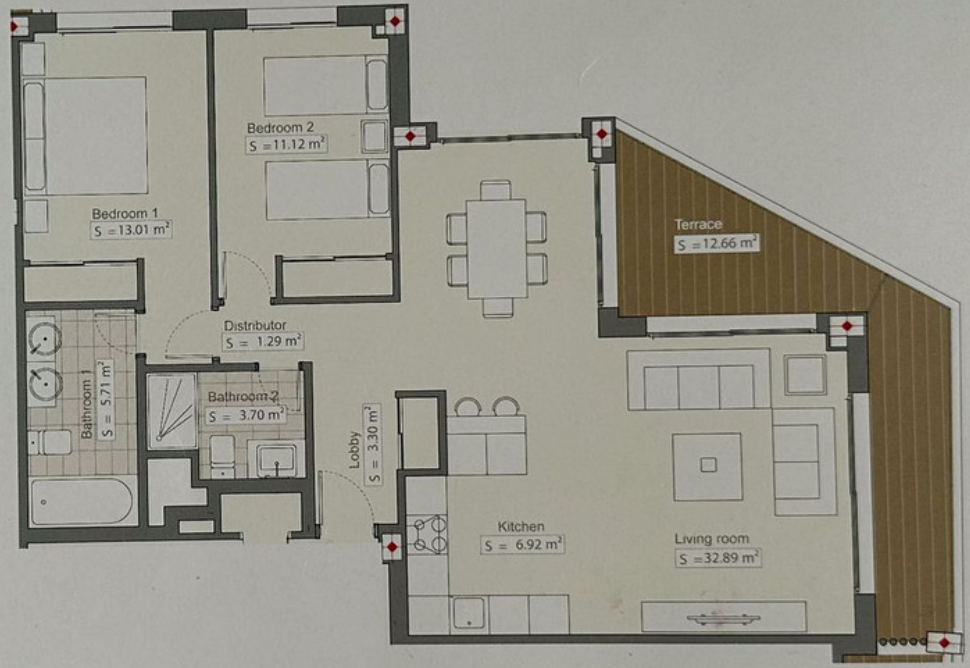 Bedroom 1
S = 13.01 m²
Bedroom 2
S = 11.12 m²
Terrace
S = 12.66 m²
Distributor
S = 1.29 m²
Bathroom 1
S = 5.71 m²
Bathroom 2
S = 3.70 m²
Lobby
S = 3.30 m²
Kitchen
S = 6.92 m²
Living room
S = 32.89 m²